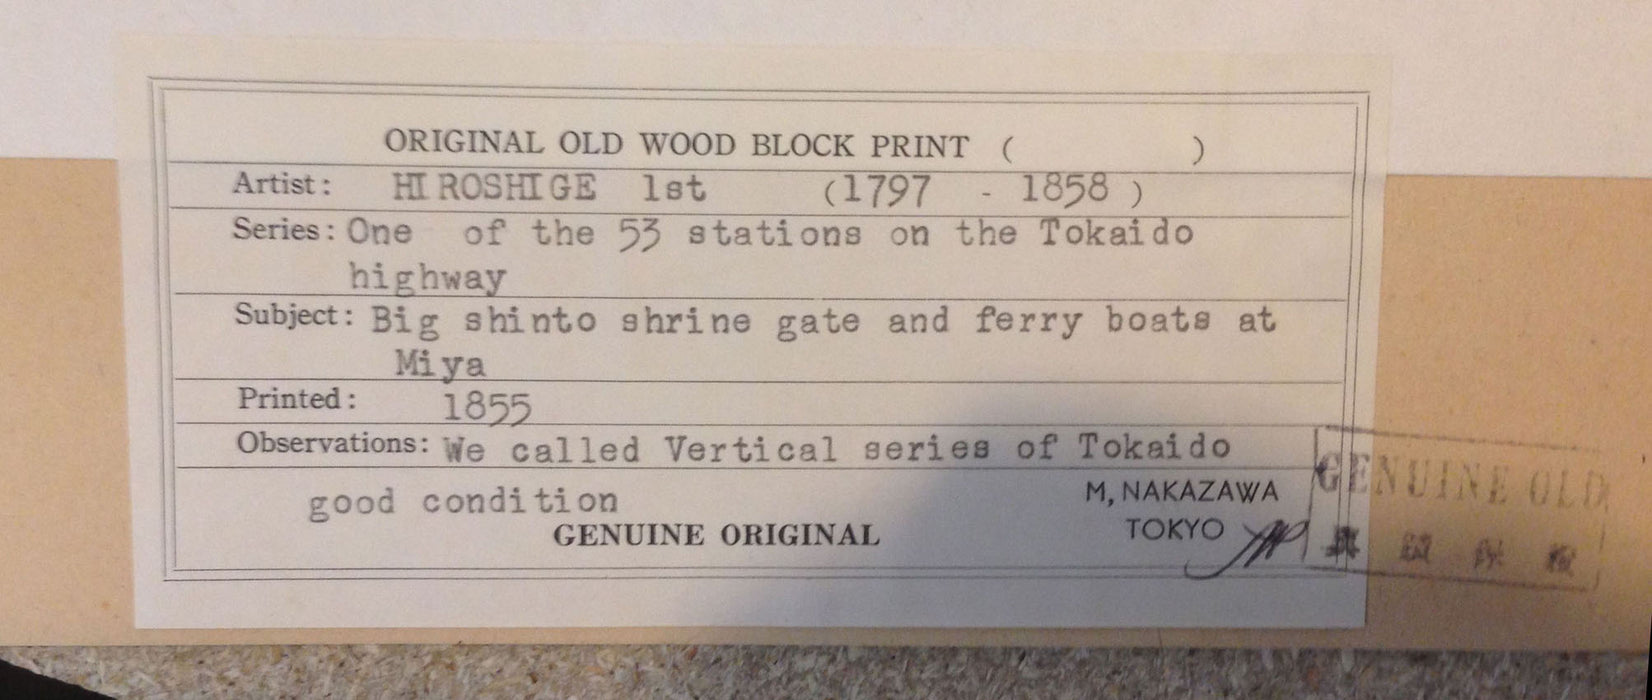 ORIGINAL OLD WOOD BLOCK PRINT ( )
Artist: HIROSHIGE 1st (1797 - 1858 )
Series: One of the 53 stations on the Tokaido
highway
Subject: Big shinto shrine gate and ferry boats at
Miya
Printed: 1855
Observations: We called Vertical series of Tokaido
good condition
M, NAKAZAWA
TOKYO
GENUINE ORIGINAL
GENUINE OLD